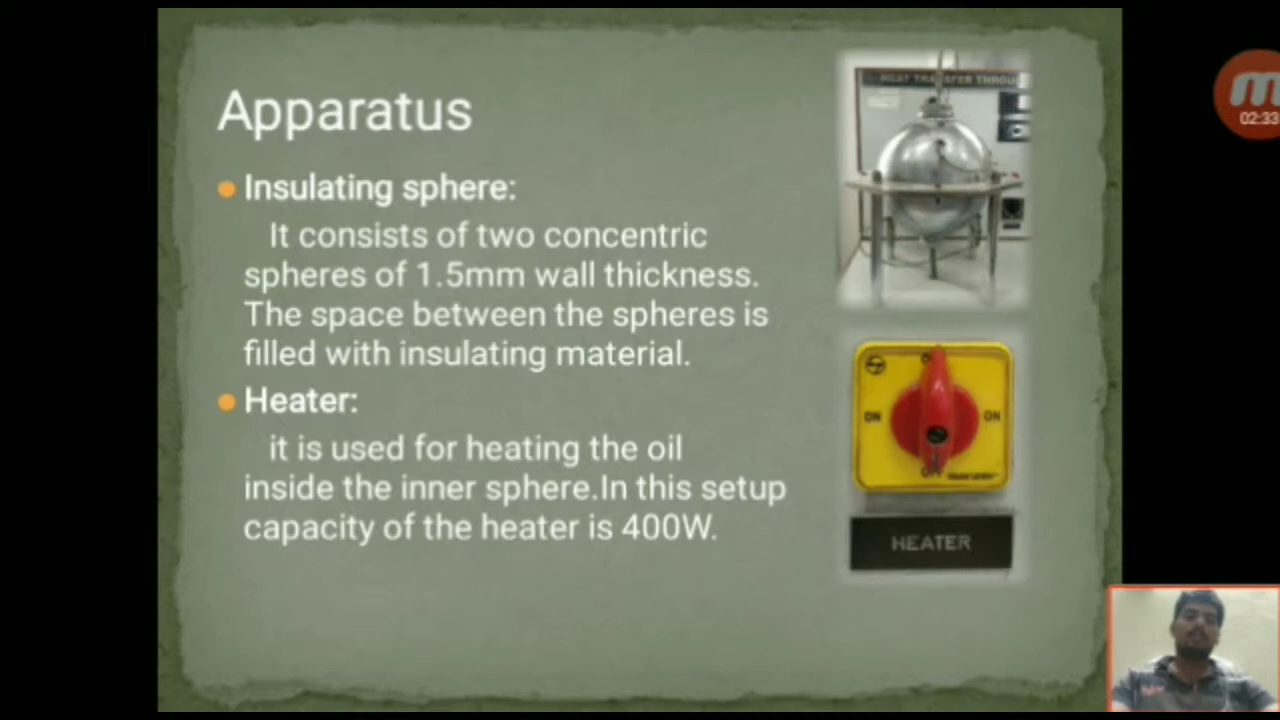 Apparatus
Insulating sphere:
It consists of two concentric
spheres of 1.5mm wall thickness.
The space between the spheres is
filled with insulating material.
Heater:
it is used for heating the oil
inside the inner sphere.In this setup
capacity of the heater is 400W.
HEAT TRANSFER THROU
ON
ON
HEATER
02:33